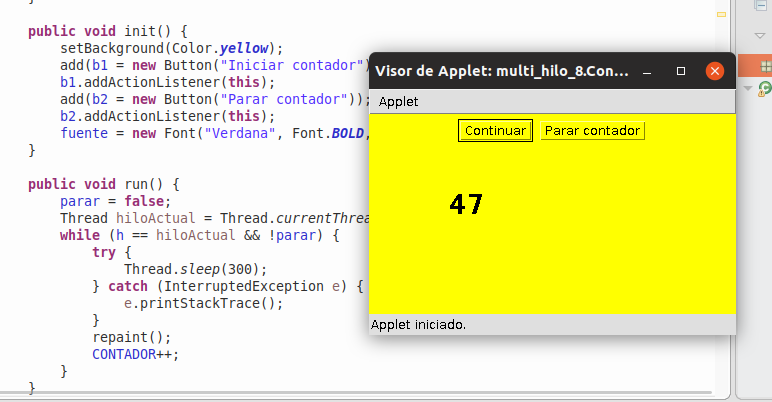 public void init() {
setBackground(Color.yellow);
add(b1 = new Button("Iniciar contador")
b1.addActionListener(this);
add(b2 = new Button("Parar contador"));
b2.addActionListener(this);
fuente = new Font("Verdana", Font.BOLD,
}
public void run() {
parar = false;
Thread hiloActual = Thread.currentThrea
while (h == hiloActual && !parar) {
try {
Thread.sleep(300);
} catch (InterruptedException e) {
e.printStackTrace();
}
repaint();
CONTADOR++;
}
}
Visor de Applet: multi_hilo_8.Con...
Applet
Continuar Parar contador
47
Applet iniciado.